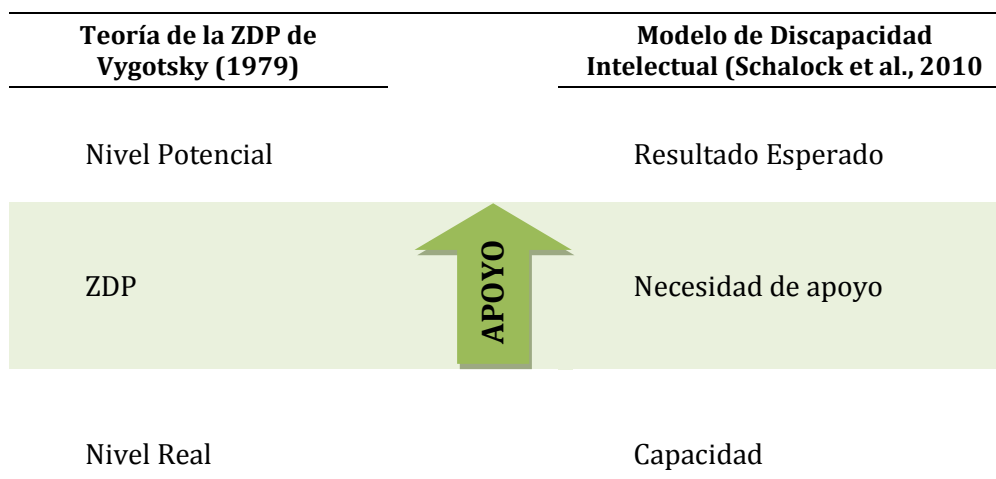 Teoría de la ZDP de
Vygotsky (1979)
Modelo de Discapacidad
Intelectual (Schalock et al., 2010
Nivel Potencial
Resultado Esperado
ZDP
APOYO
Necesidad de apoyo
Nivel Real
Capacidad